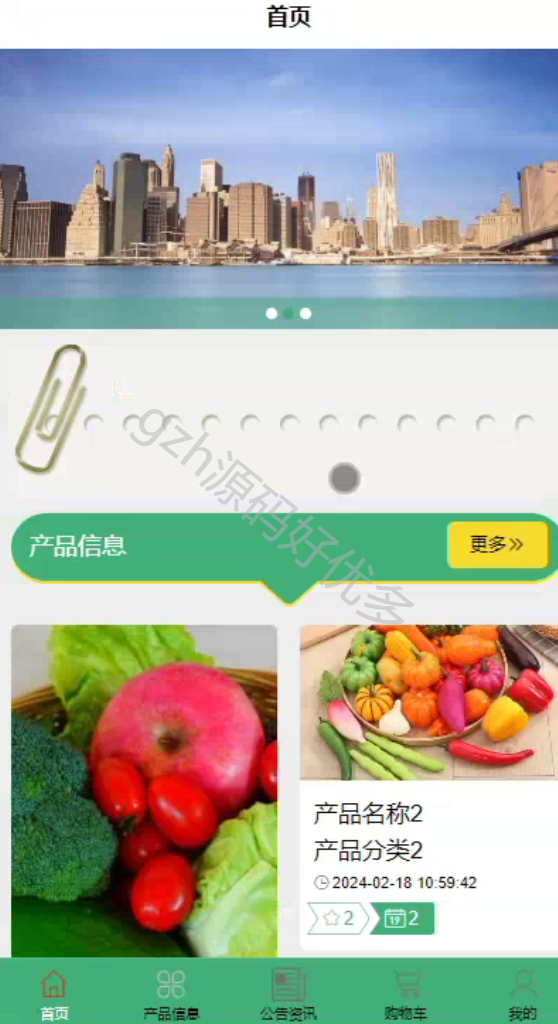 首页
gzh源码好优多
产品信息
更多»
产品名称2
产品分类2
2024-02-18 10:59:42
2
19
2
首页
产品信息
公告资讯
购物车
我的